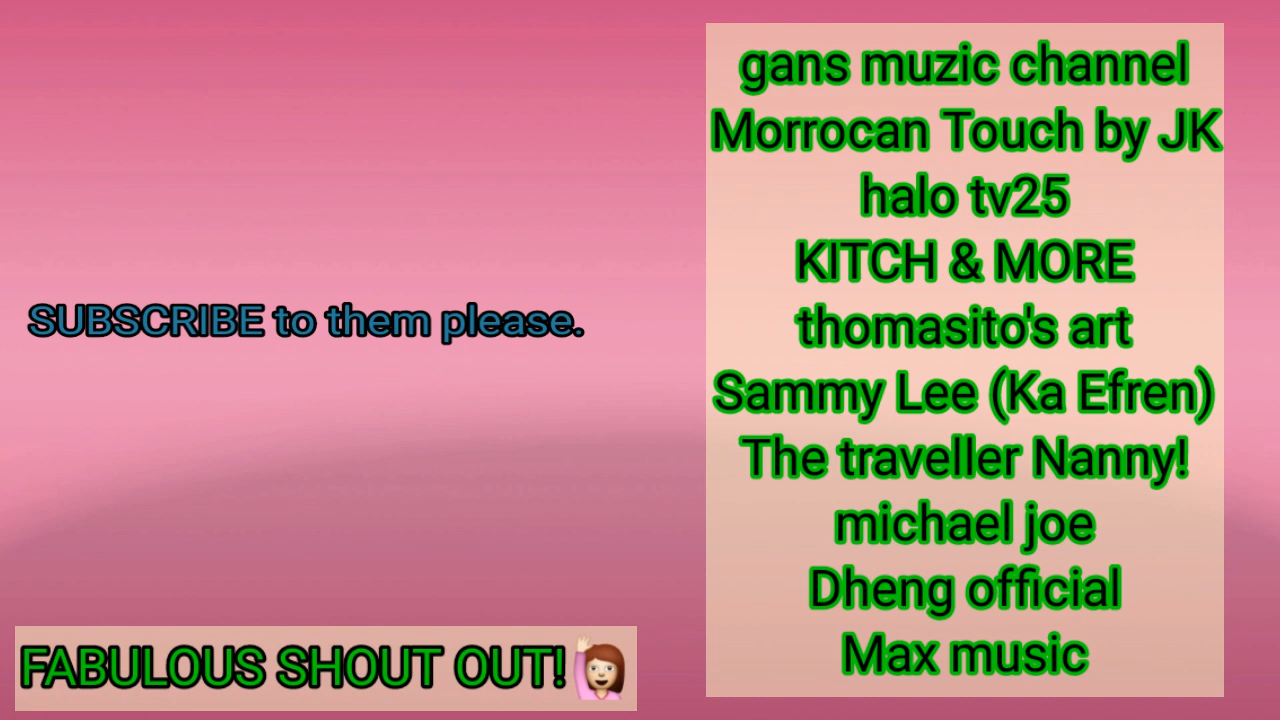 SUBSCRIBE to them please.
FABULOUS SHOUT OUT!🙋
gans muzic channel
Morrocan Touch by JK
halo tv25
KITCH & MORE
thomasito's art
Sammy Lee (Ka Efren)
The traveller Nanny!
michael joe
Dheng official
Max music